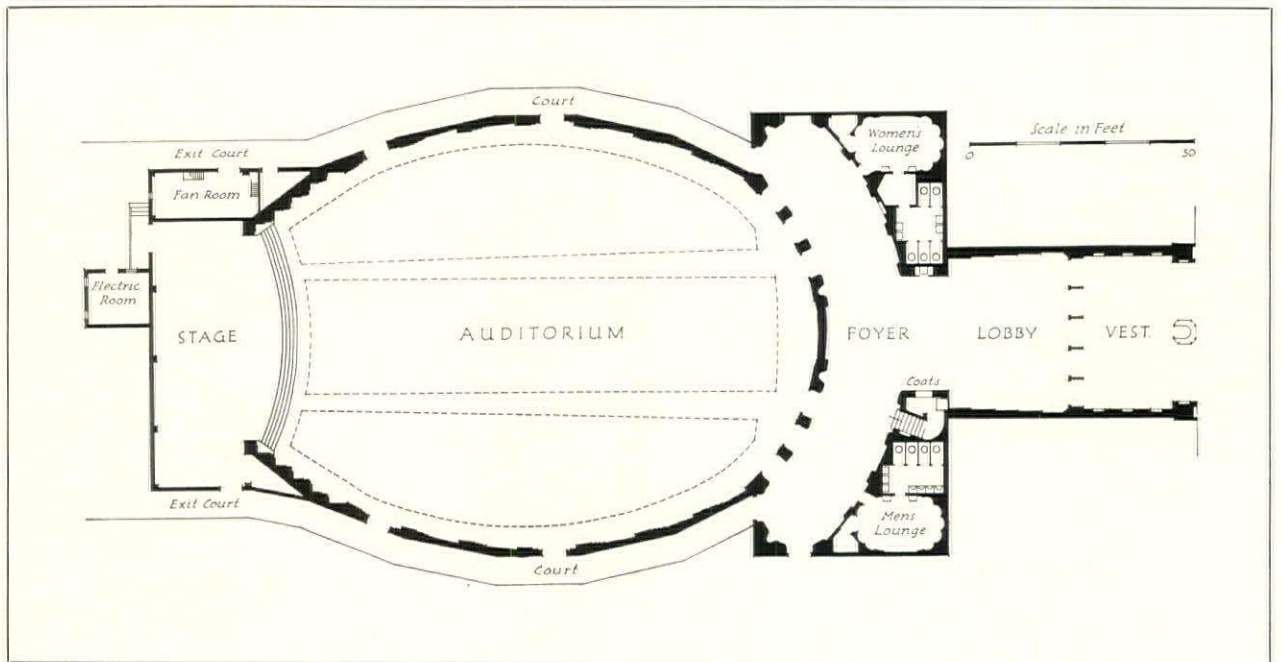 Court
Exit Court
Fan Room
Womens
Lounge
Scale in Feet
0 50
Electric
Room
STAGE
AUDITORIUM
FOYER
LOBBY
VEST.
Coats
Exit Court
Mens
Lounge
Court